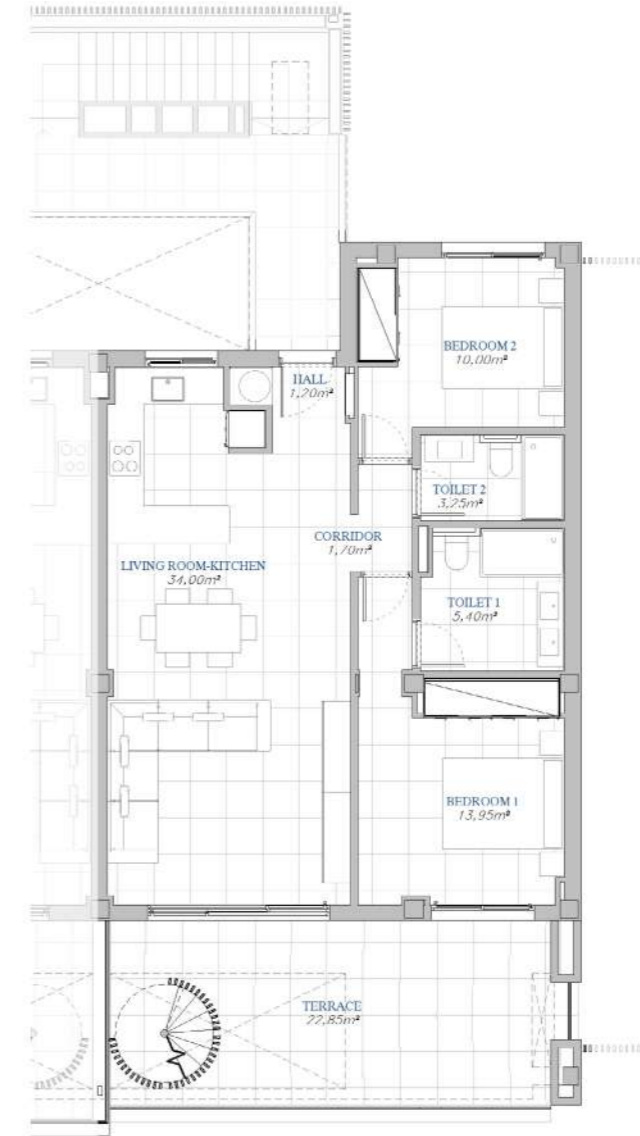 BEDROOM 2
10,00m²
HALL
1,20m²
TOILET 2
3,25m²
CORRIDOR
1,70m²
LIVING ROOM-KITCHEN
34,00m²
TOILET 1
5,40m²
BEDROOM 1
13,95m²
TERRACE
22,85m²